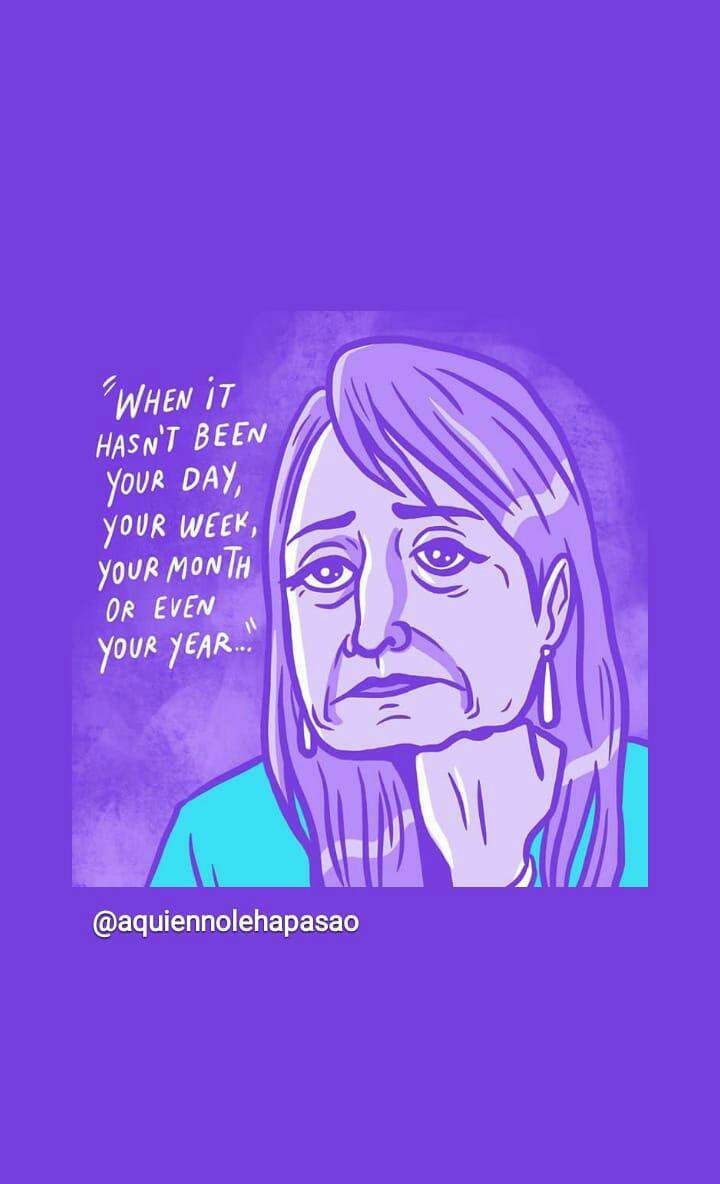 "WHEN iT
HASN'T BEEN
YOUR DAY,
YOUR WEEK,
YOUR MONTH
OR EVEN
YOUR YEAR..."
@aquiennolehapasao